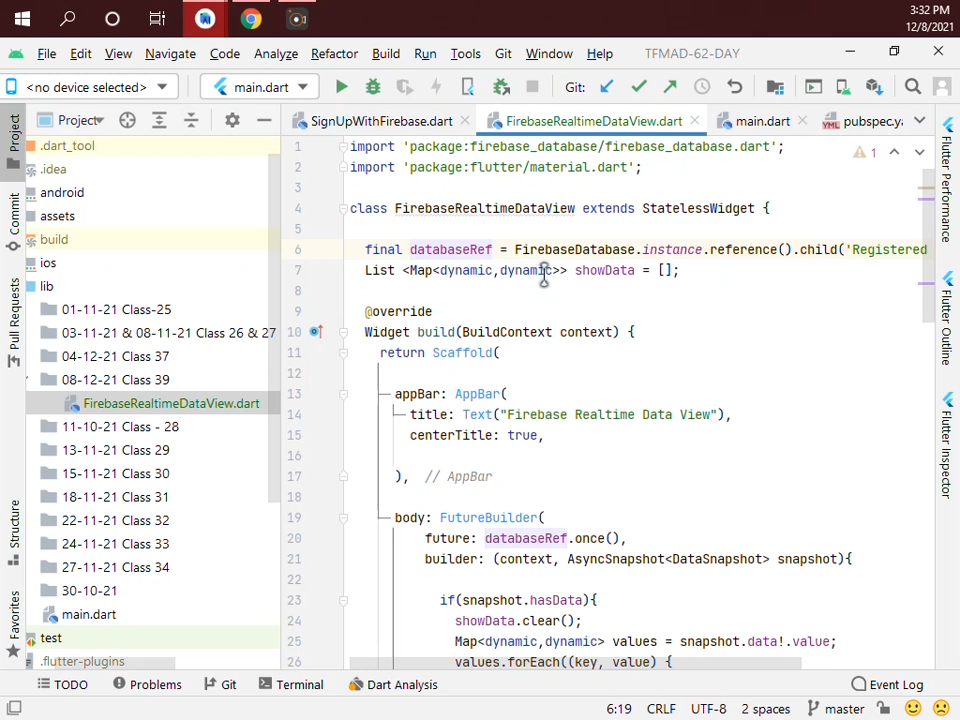 3:32 PM
12/8/2021
File Edit View Navigate Code Analyze Refactor Build Run Tools Git Window Help TFMAD-62-DAY
<no device selected> main.dart Git:
Project SignUpWithFirebase.dart FirebaseRealtimeDataView.dart main.dart pubspec.ya
Project
Commit
Pull Requests
Structure
Favorites
.dart_tool
.idea
android
assets
build
ios
lib
01-11-21 Class-25
03-11-21 & 08-11-21 Class 26 & 27
04-12-21 Class 37
08-12-21 Class 39
FirebaseRealtimeDataView.dart
11-10-21 Class - 28
13-11-21 Class 29
15-11-21 Class 30
18-11-21 Class 31
22-11-21 Class 32
24-11-21 Class 33
27-11-21 Class 34
30-10-21
main.dart
test
.flutter-plugins
1 import 'package:firebase_database/firebase_database.dart'; 1
2 import 'package:flutter/material.dart';
3
4 class FirebaseRealtimeDataView extends StatelessWidget {
5
6 final databaseRef = FirebaseDatabase.instance.reference().child('Registered
7 List <Map<dynamic,dynamic>> showData = [];
8
9 @override
10 Widget build(BuildContext context) {
11 return Scaffold(
12
13 appBar: AppBar(
14 title: Text("Firebase Realtime Data View"),
15 centerTitle: true,
16
17 ), // AppBar
18
19 body: FutureBuilder(
20 future: databaseRef.once(),
21 builder: (context, AsyncSnapshot<DataSnapshot> snapshot){
22
23 if(snapshot.hasData){
24 showData.clear();
25 Map<dynamic,dynamic> values = snapshot.data!.value;
26 values.forEach((key, value) {
Flutter Performance
Flutter Outline
Flutter Inspector
TODO Problems Git Terminal Dart Analysis Event Log
6:19 CRLF UTF-8 2 spaces master